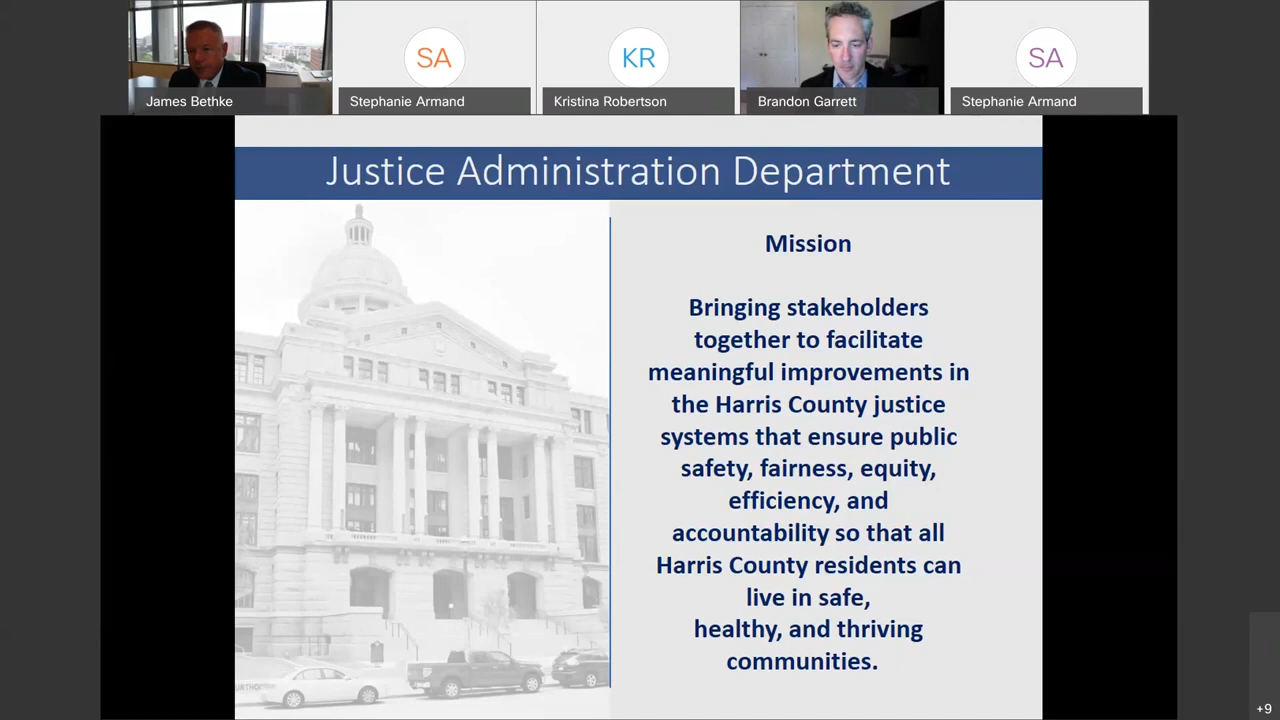 SA
KR
SA
James Bethke
Stephanie Armand
Kristina Robertson
Brandon Garrett
Stephanie Armand
Justice Administration Department
Mission
Bringing stakeholders
together to facilitate
meaningful improvements in
the Harris County justice
systems that ensure public
safety, fairness, equity,
efficiency, and
accountability so that all
Harris County residents can
live in safe,
healthy, and thriving
communities.
+9